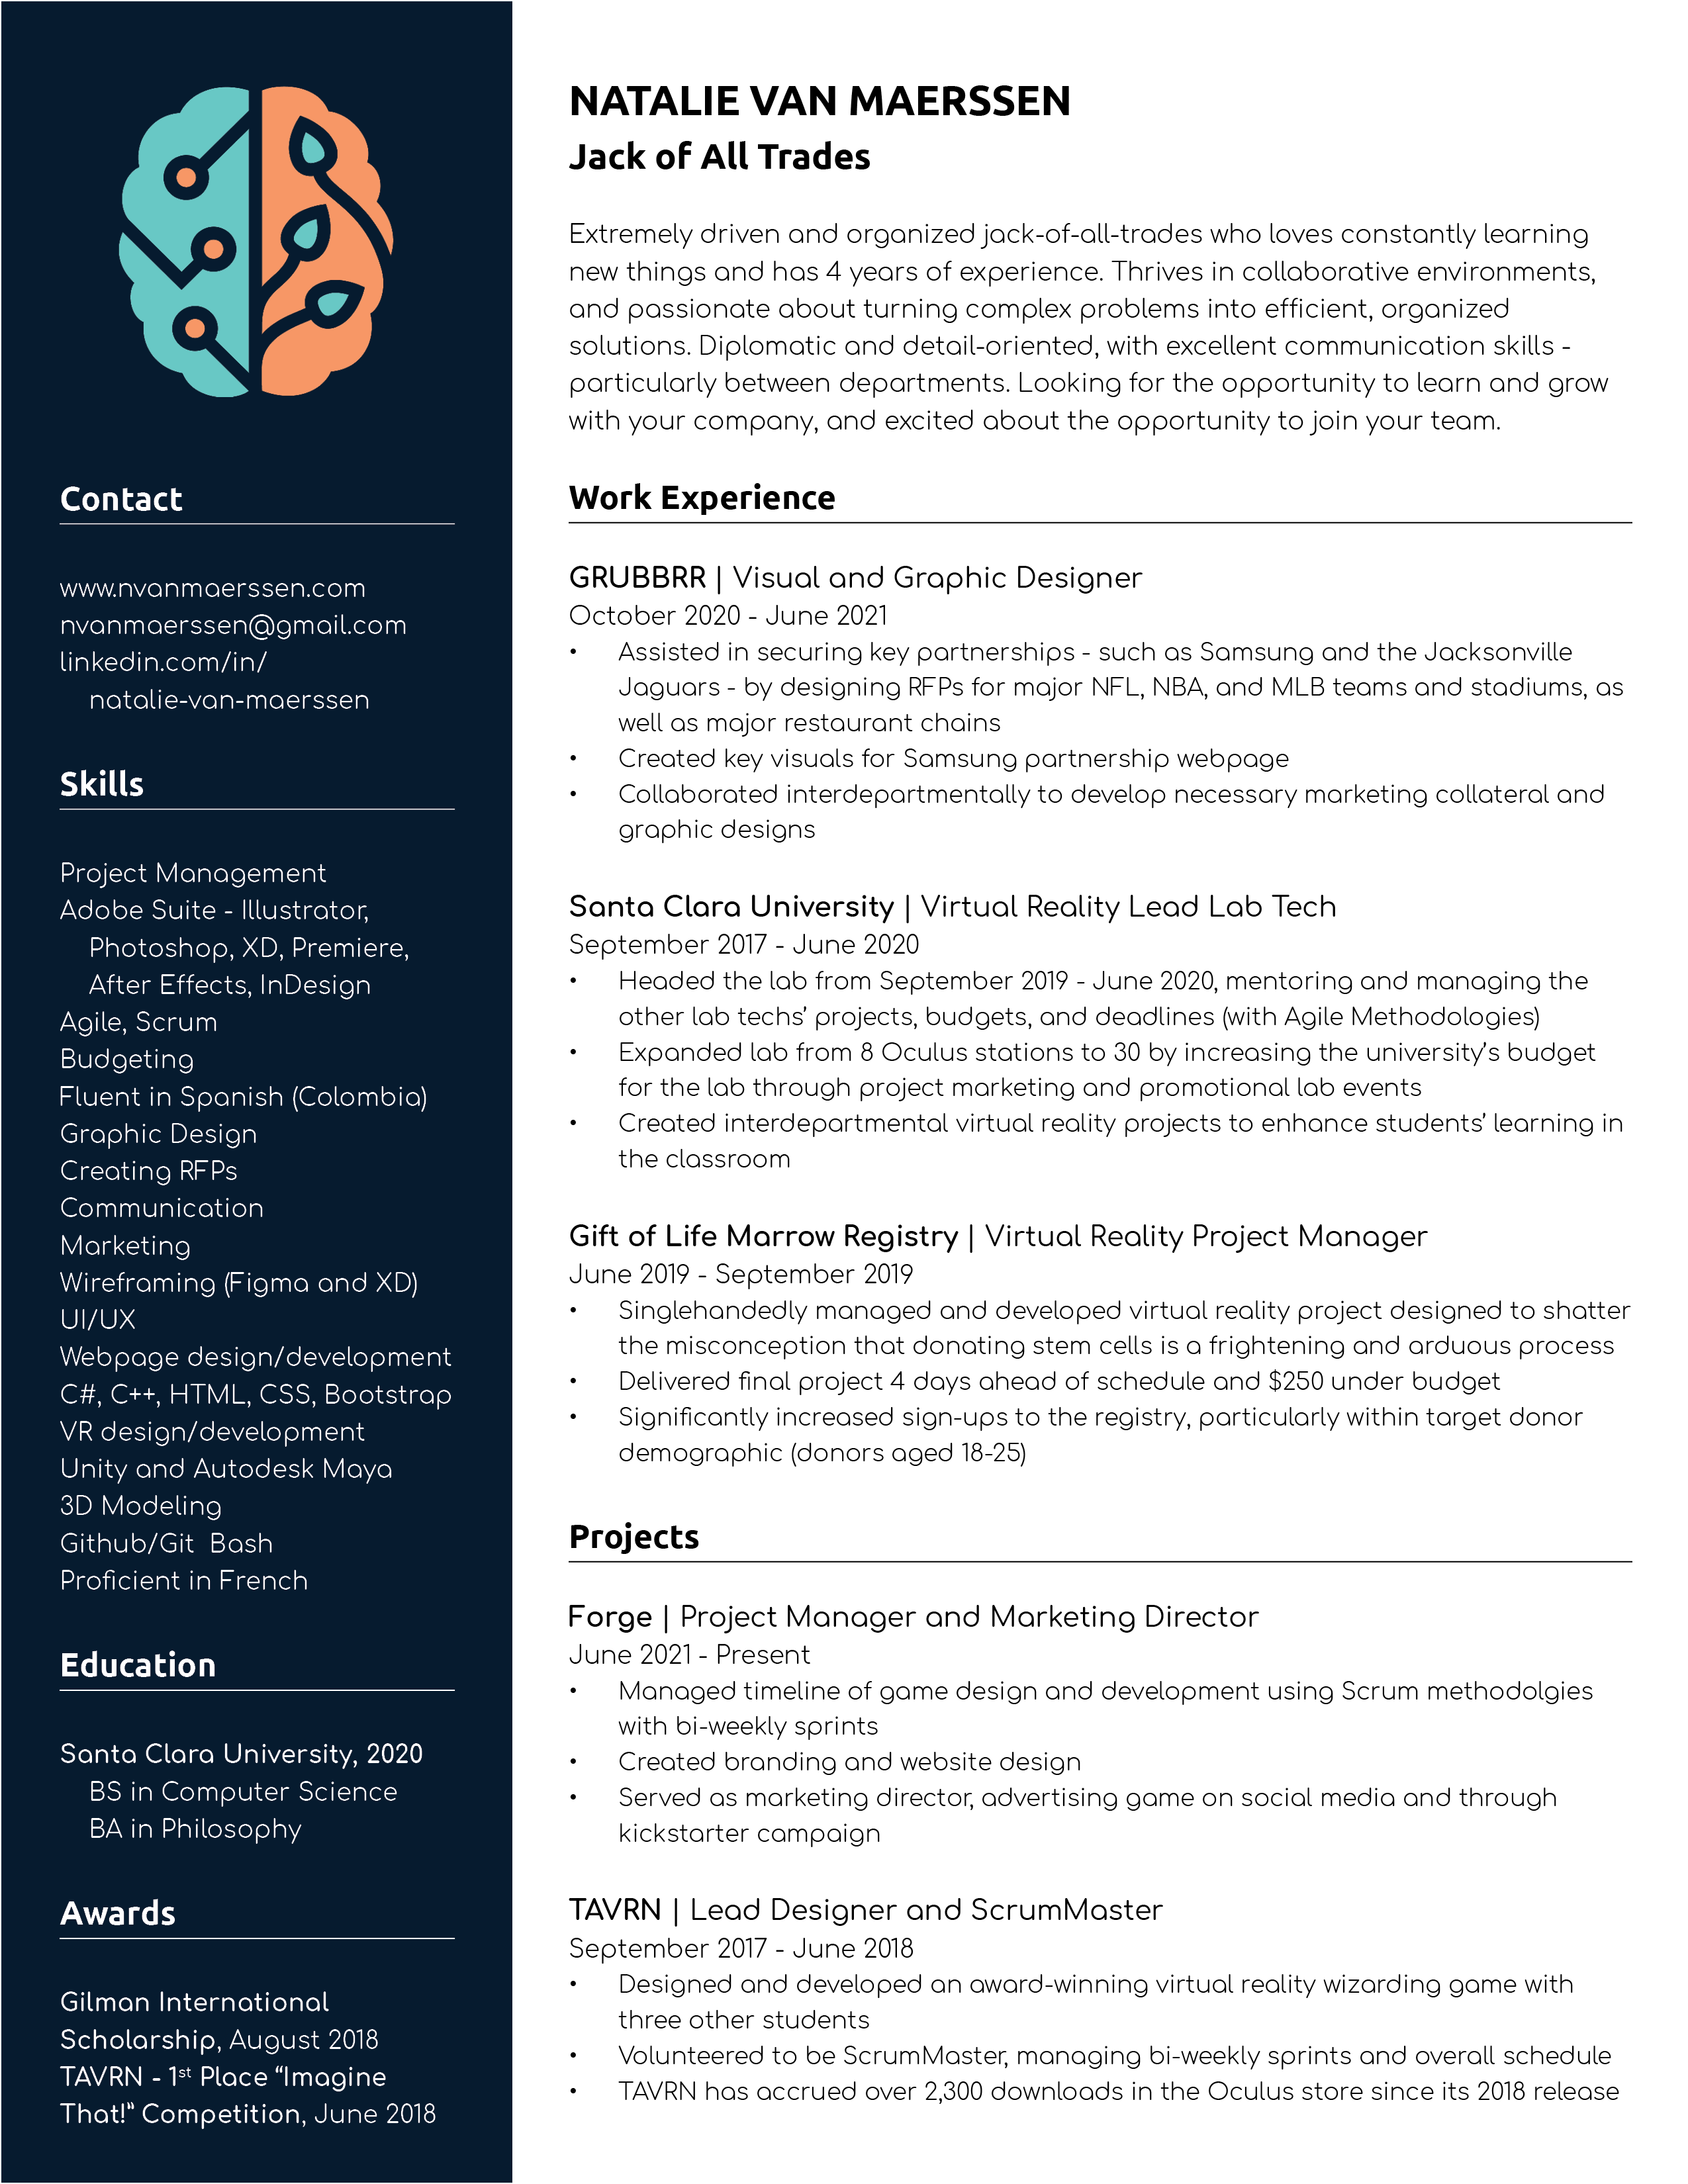 Contact
www.nvanmaerssen.com
nvanmaerssen@gmail.com
linkedin.com/in/
natalie-van-maerssen
Skills
Project Management
Adobe Suite - Illustrator,
Photoshop, XD, Premiere,
After Effects, InDesign
Agile, Scrum
Budgeting
Fluent in Spanish (Colombia)
Graphic Design
Creating RFPs
Communication
Marketing
Wireframing (Figma and XD)
UI/UX
Webpage design/development
C#, C++, HTML, CSS, Bootstrap
VR design/development
Unity and Autodesk Maya
3D Modeling
Github/Git  Bash
Proficient in French
Education
Santa Clara University, 2020
BS in Computer Science
BA in Philosophy
Awards
Gilman International
Scholarship, August 2018
TAVRN - 1st Place “Imagine
That!” Competition, June 2018
NATALIE VAN MAERSSEN
Jack of All Trades
Extremely driven and organized jack-of-all-trades who loves constantly learning
new things and has 4 years of experience. Thrives in collaborative environments,
and passionate about turning complex problems into efficient, organized
solutions. Diplomatic and detail-oriented, with excellent communication skills -
particularly between departments. Looking for the opportunity to learn and grow
with your company, and excited about the opportunity to join your team.
Work Experience
GRUBBRR | Visual and Graphic Designer
October 2020 - June 2021
• Assisted in securing key partnerships - such as Samsung and the Jacksonville
Jaguars - by designing RFPs for major NFL, NBA, and MLB teams and stadiums, as
well as major restaurant chains
• Created key visuals for Samsung partnership webpage
• Collaborated interdepartmentally to develop necessary marketing collateral and
graphic designs
Santa Clara University | Virtual Reality Lead Lab Tech
September 2017 - June 2020
• Headed the lab from September 2019 - June 2020, mentoring and managing the
other lab techs’ projects, budgets, and deadlines (with Agile Methodologies)
• Expanded lab from 8 Oculus stations to 30 by increasing the university’s budget
for the lab through project marketing and promotional lab events
• Created interdepartmental virtual reality projects to enhance students’ learning in
the classroom
Gift of Life Marrow Registry | Virtual Reality Project Manager
June 2019 - September 2019
• Singlehandedly managed and developed virtual reality project designed to shatter
the misconception that donating stem cells is a frightening and arduous process
• Delivered final project 4 days ahead of schedule and $250 under budget
• Significantly increased sign-ups to the registry, particularly within target donor
demographic (donors aged 18-25)
Projects
Forge | Project Manager and Marketing Director
June 2021 - Present
• Managed timeline of game design and development using Scrum methodolgies
with bi-weekly sprints
• Created branding and website design
• Served as marketing director, advertising game on social media and through
kickstarter campaign
TAVRN | Lead Designer and ScrumMaster
September 2017 - June 2018
• Designed and developed an award-winning virtual reality wizarding game with
three other students
• Volunteered to be ScrumMaster, managing bi-weekly sprints and overall schedule
• TAVRN has accrued over 2,300 downloads in the Oculus store since its 2018 release